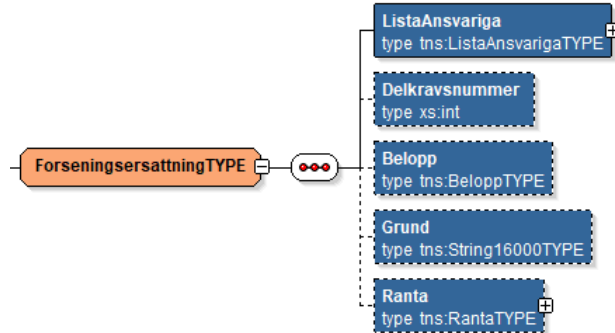 ListaAnsvariga
type tns:ListaAnsvarigaTYPE
Delkravsnummer
type xs:int
ForseningsersattningTYPE
Belopp
type tns:BeloppTYPE
Grund
type tns:String16000TYPE
Ranta
type tns:RantaTYPE